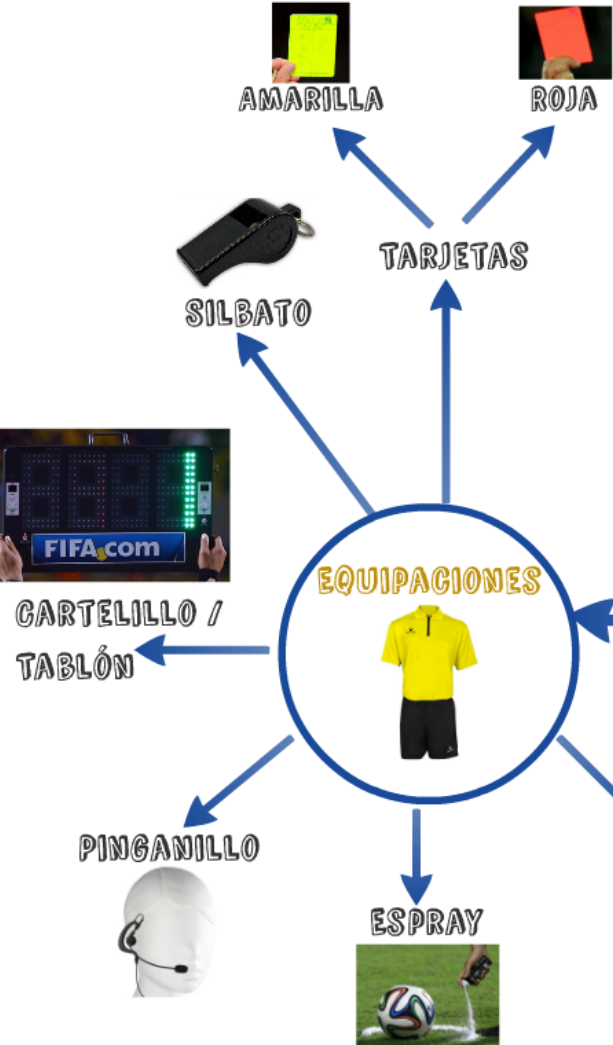 AMARILLA
ROJA
TARJETAS
SILBATO
FIFA.com
EQUIPACIONES
CARTELILLO /
TABLÓN
PINGANILLO
ESPRAY